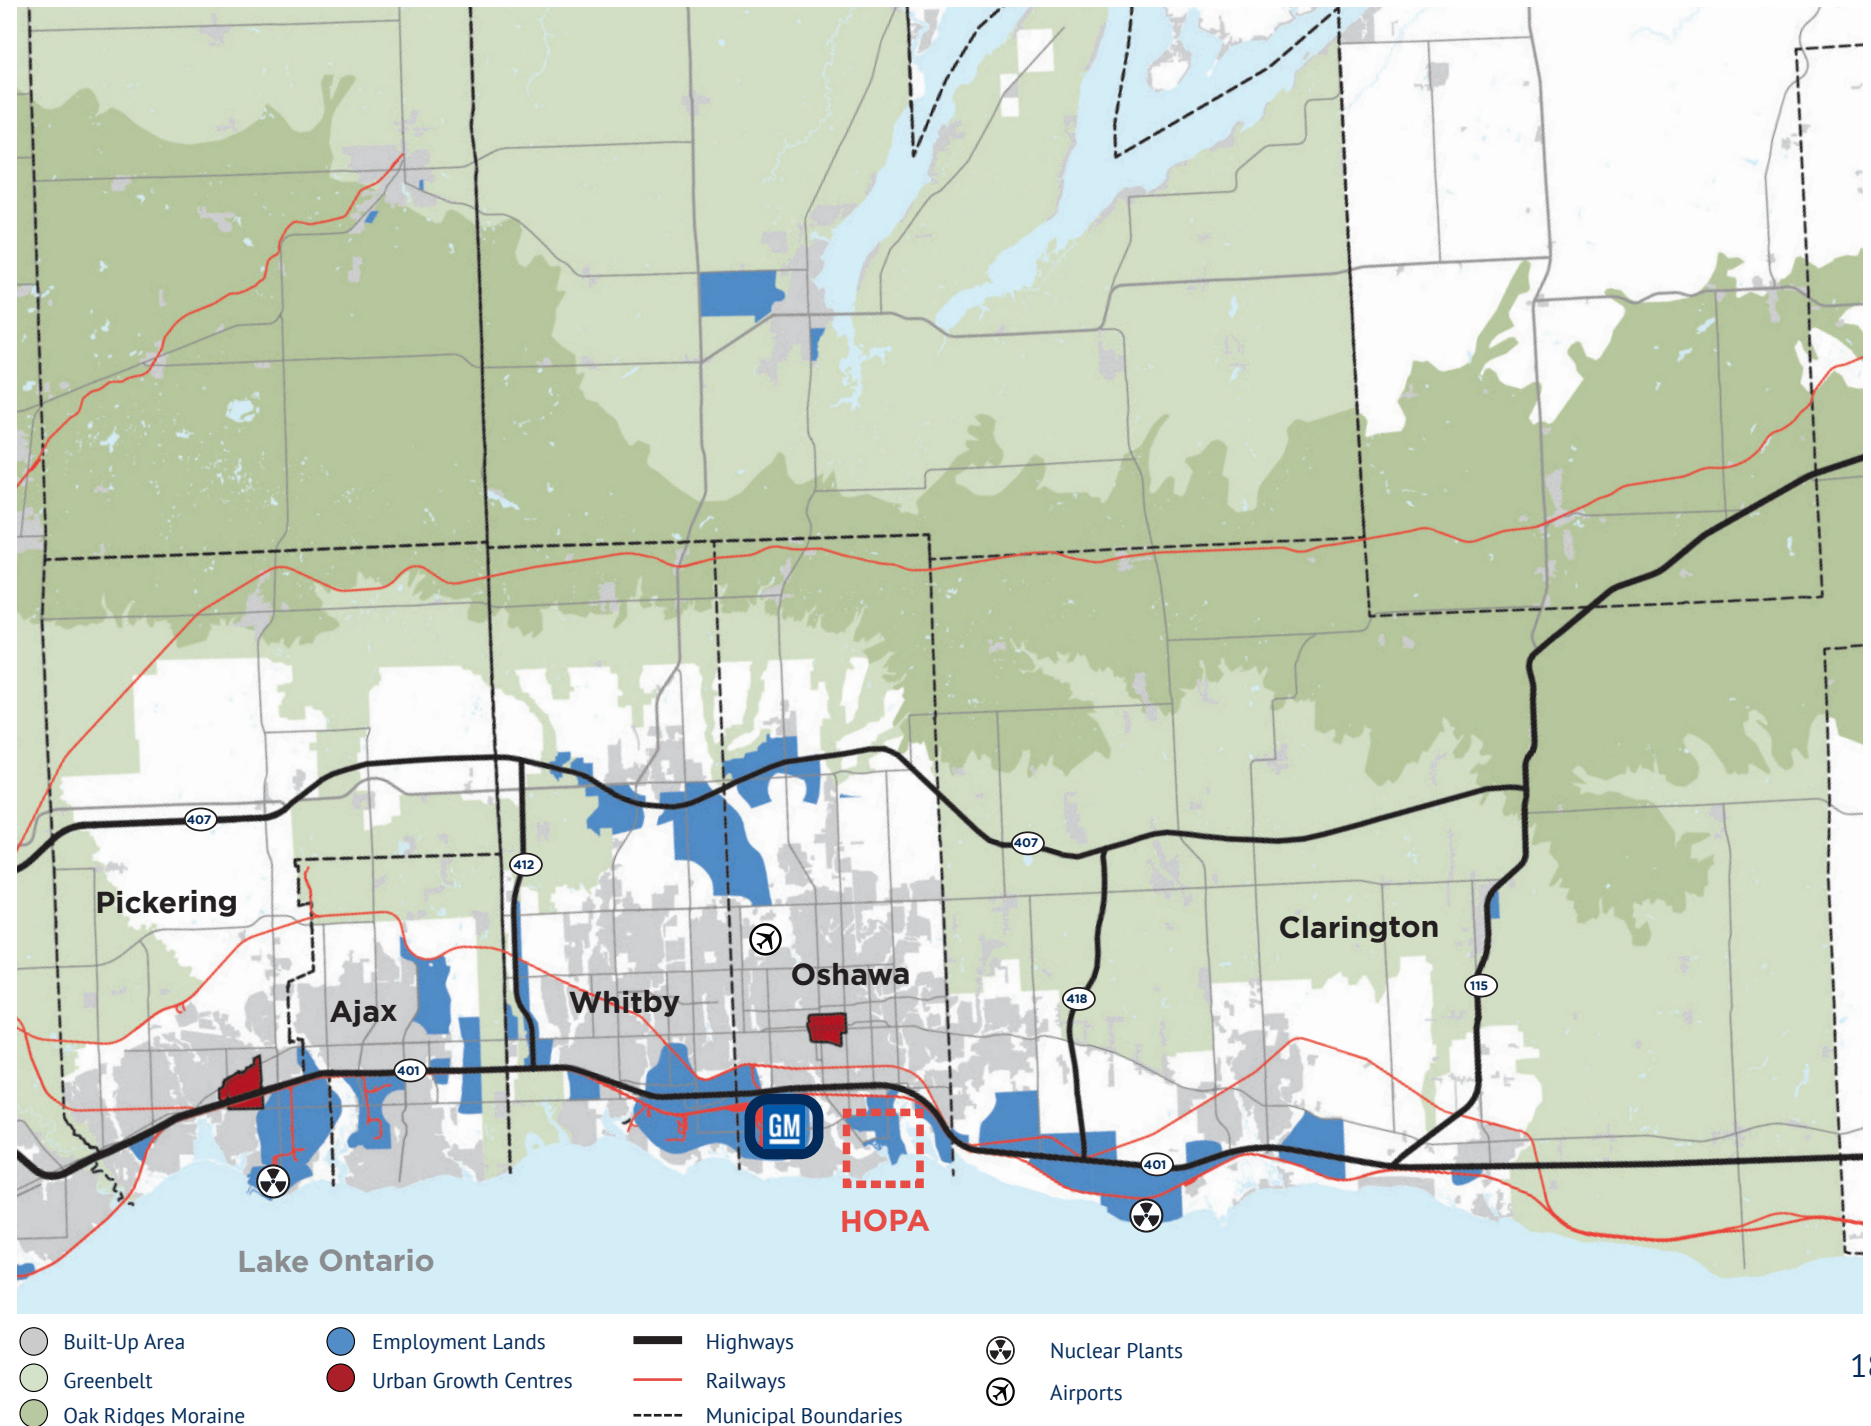 407
407
412
Pickering
Clarington
Oshawa
418
115
Whitby
Ajax
401
GM
401
HOPA
Lake Ontario
Built-Up Area
Employment Lands
Highways
Nuclear Plants
Greenbelt
Urban Growth Centres
Railways
Airports
Oak Ridges Moraine
Municipal Boundaries